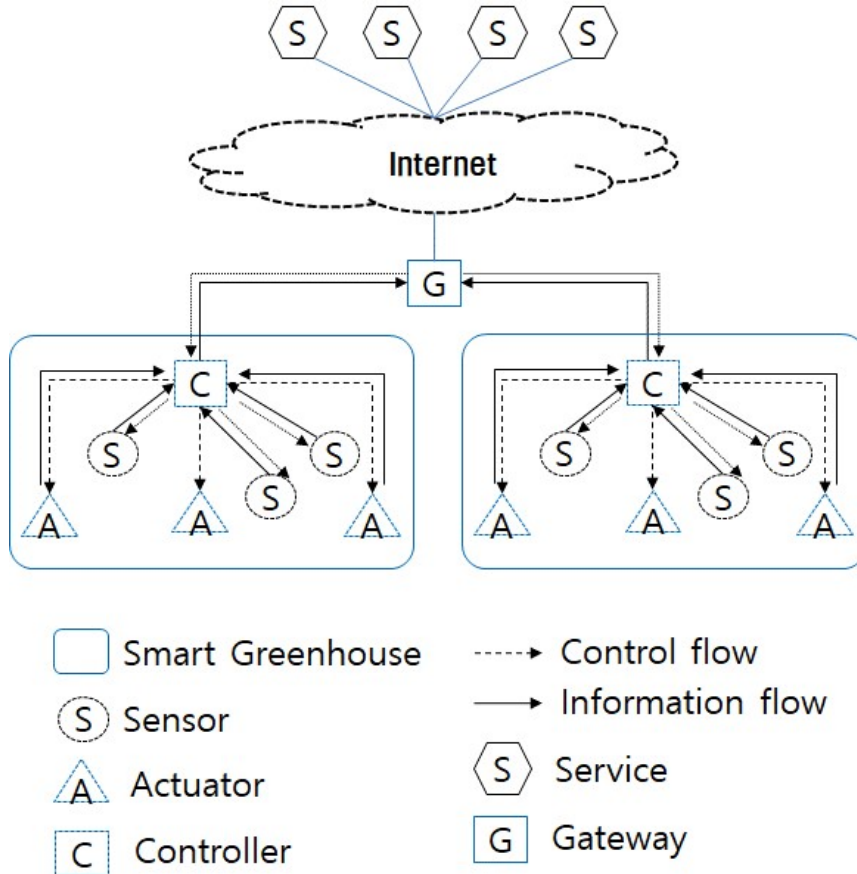 S S S S
Internet
G
C C
S S
S S
S S
A A A A A A
Smart Greenhouse
Control flow
S Sensor
Information flow
A Actuator
S Service
C Controller
G Gateway